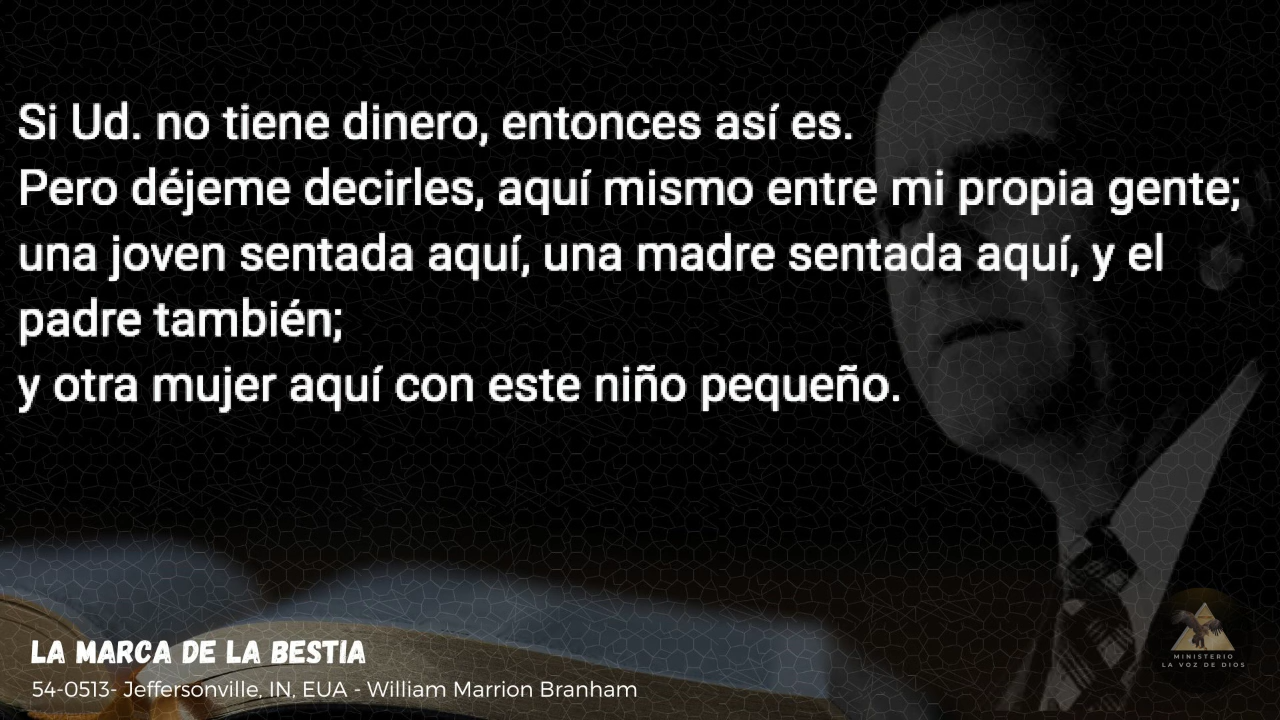 Si Ud. no tiene dinero, entonces así es.
Pero déjeme decirles, aquí mismo entre mi propia gente;
una joven sentada aquí, una madre sentada aquí, y el
padre también;
y otra mujer aquí con este niño pequeño.
LA MARCA DE LA BESTIA
54-0513- Jeffersonville, IN, EUA - William Marrion Branham
MINISTERIO
LA VOZ DE DIOS